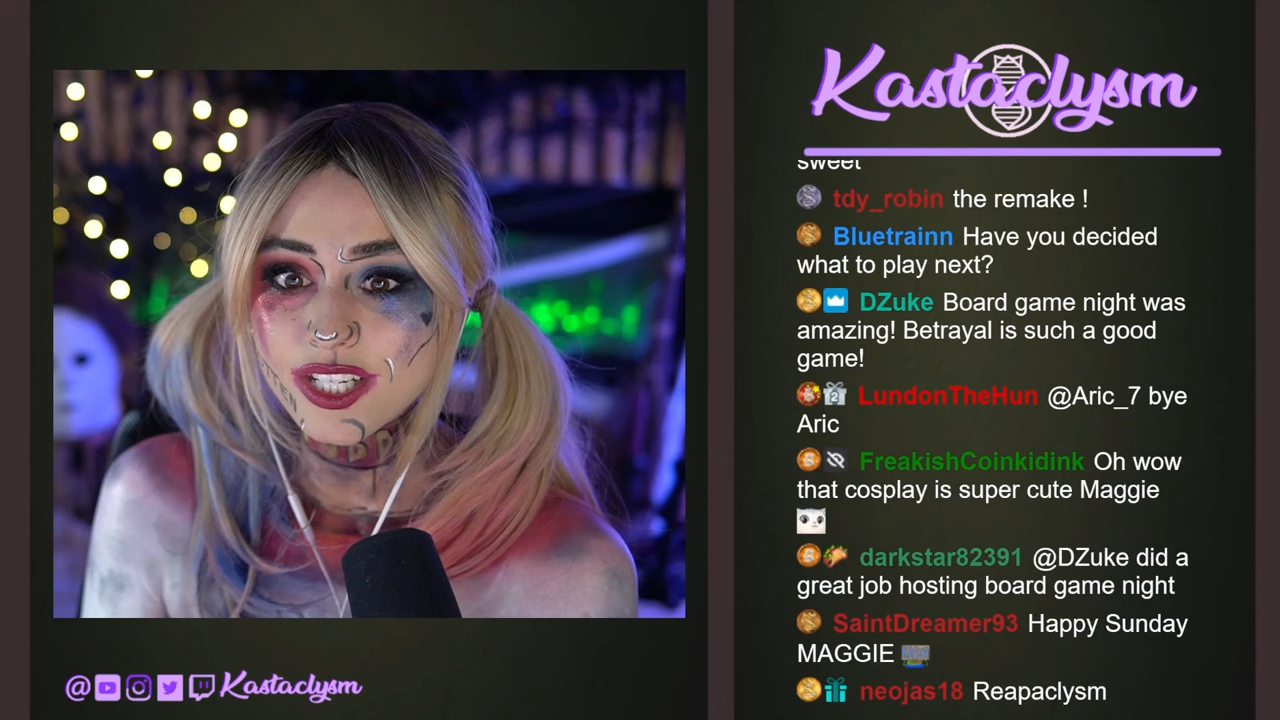 Kastaclysm
sweet
tdy_robin the remake !
Bluetrainn Have you decided
what to play next?
DZuke Board game night was
amazing! Betrayal is such a good
game!
LundonTheHun @Aric_7 bye
Aric
FreakishCoinkidink Oh wow
that cosplay is super cute Maggie
darkstar82391 @DZuke did a
great job hosting board game night
SaintDreamer93 Happy Sunday
MAGGIE
neojas18 Reapaclysm
@ Kastaclysm